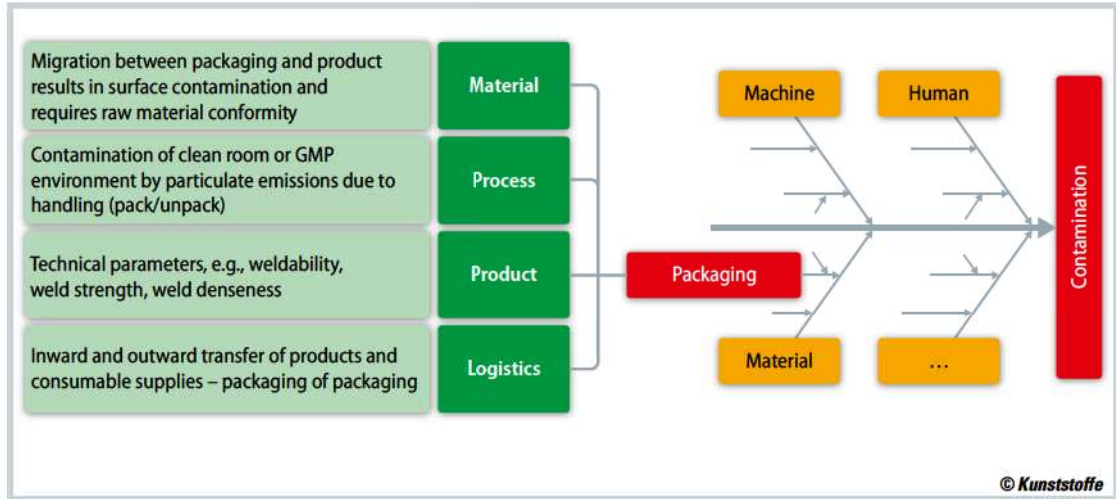 Migration between packaging and product
results in surface contamination and
requires raw material conformity
Material
Contamination of clean room or GMP
environment by particulate emissions due to
handling (pack/unpack)
Process
Technical parameters, e.g., weldability,
weld strength, weld denseness
Product
Inward and outward transfer of products and
consumable supplies – packaging of packaging
Logistics
Packaging
Machine
Human
Material
...
Contamination
© Kunststoffe